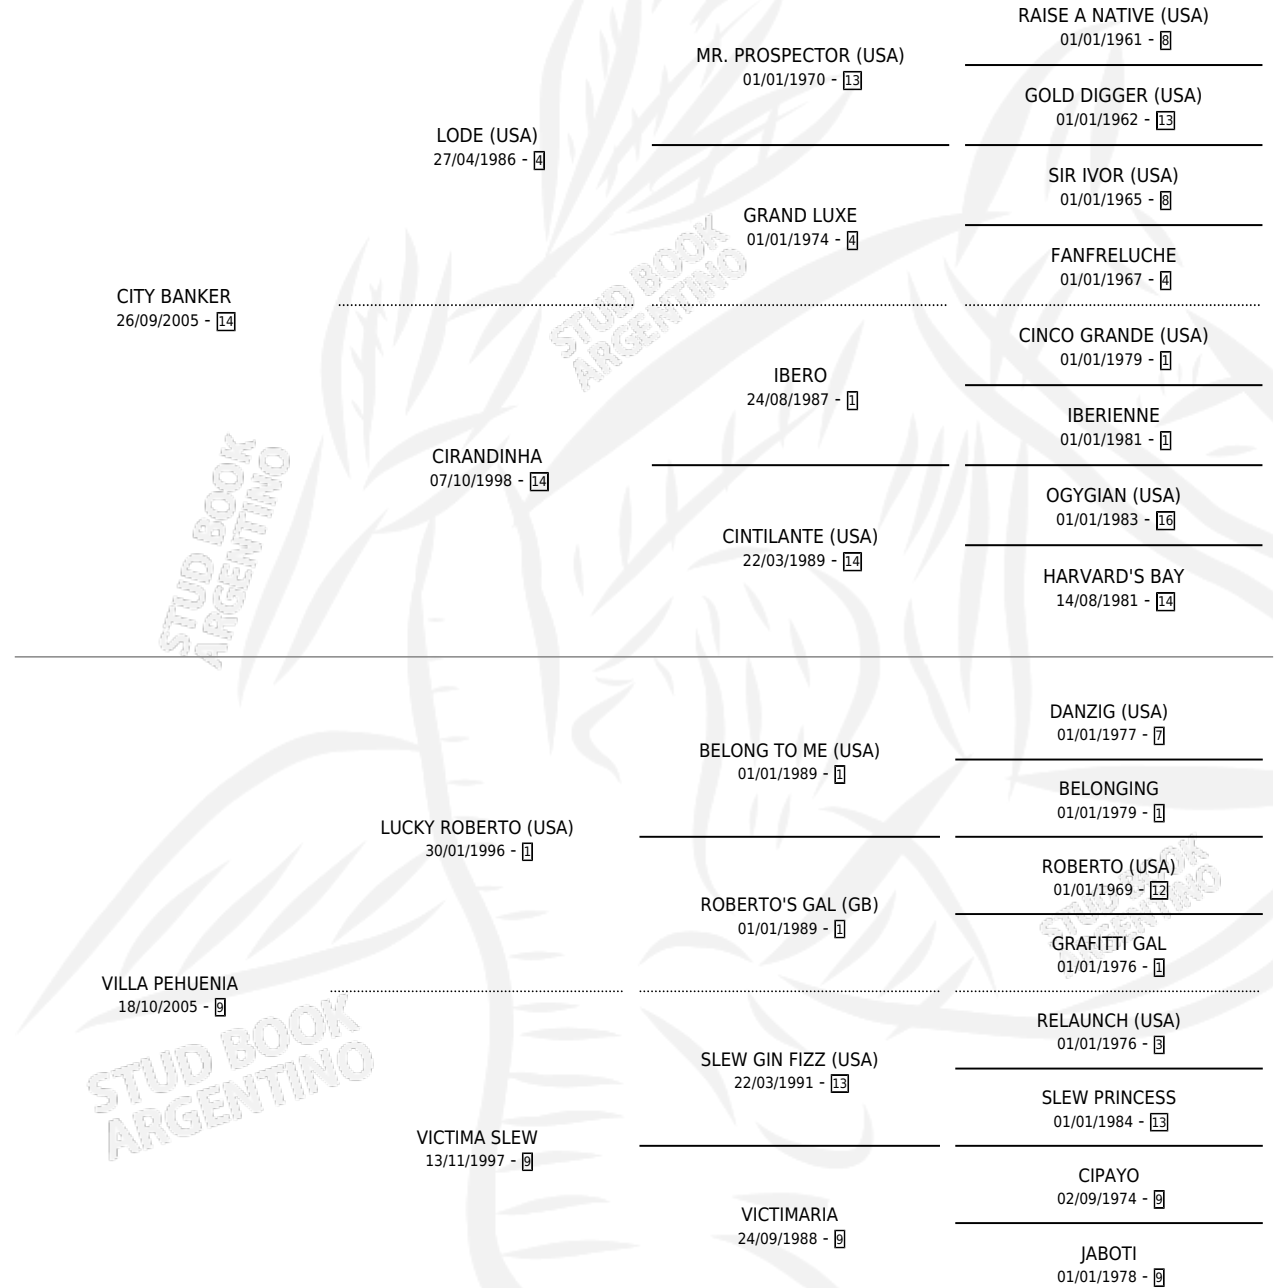 RAISE A NATIVE (USA)
01/01/1961 - 8
MR. PROSPECTOR (USA)
01/01/1970 - 13
GOLD DIGGER (USA)
01/01/1962 - 13
LODE (USA)
27/04/1986 - 4
SIR IVOR (USA)
01/01/1965 - 8
GRAND LUXE
01/01/1974 - 4
FANFRELUCHE
01/01/1967 - 4
CITY BANKER
26/09/2005 - 14
STUD BOOK
ARGENTINO
CINCO GRANDE (USA)
01/01/1979 - 1
IBERO
24/08/1987 - 1
IBERIENNE
01/01/1981 - 1
CIRANDINHA
07/10/1998 - 14
OGYGIAN (USA)
01/01/1983 - 16
CINTILANTE (USA)
22/03/1989 - 14
HARVARD'S BAY
14/08/1981 - 14
STUD BOOK
ARGENTINO
DANZIG (USA)
01/01/1977 - 7
BELONG TO ME (USA)
01/01/1989 - 1
BELONGING
01/01/1979 - 1
LUCKY ROBERTO (USA)
30/01/1996 - 1
ROBERTO (USA)
01/01/1969 - 12
STUD BOOK
ARGENTINO
ROBERTO'S GAL (GB)
01/01/1989 - 1
GRAFITTI GAL
01/01/1976 - 1
VILLA PEHUENIA
18/10/2005 - 9
STUD BOOK
ARGENTINO
RELAUNCH (USA)
01/01/1976 - 3
SLEW GIN FIZZ (USA)
22/03/1991 - 13
SLEW PRINCESS
01/01/1984 - 13
VICTIMA SLEW
13/11/1997 - 9
CIPAYO
02/09/1974 - 9
VICTIMARIA
24/09/1988 - 9
JABOTI
01/01/1978 - 9